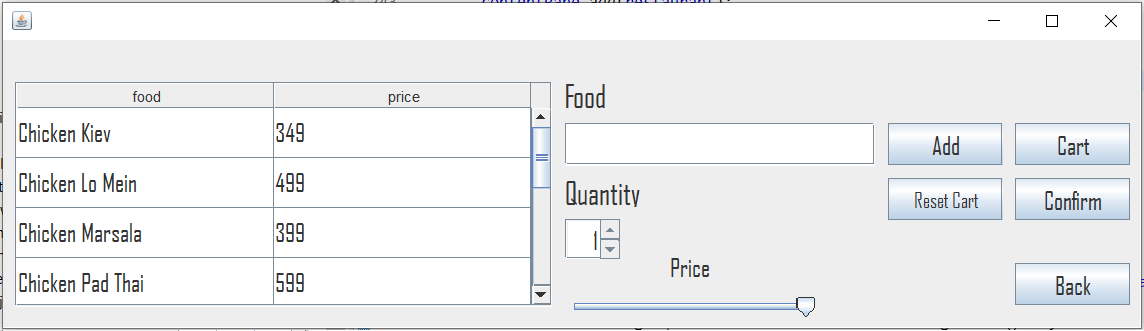 food price
Chicken Kiev 349
Chicken Lo Mein 499
Chicken Marsala 399
Chicken Pad Thai 599
Food
Add Cart
Quantity
Reset Cart Confirm
1
Price
Back